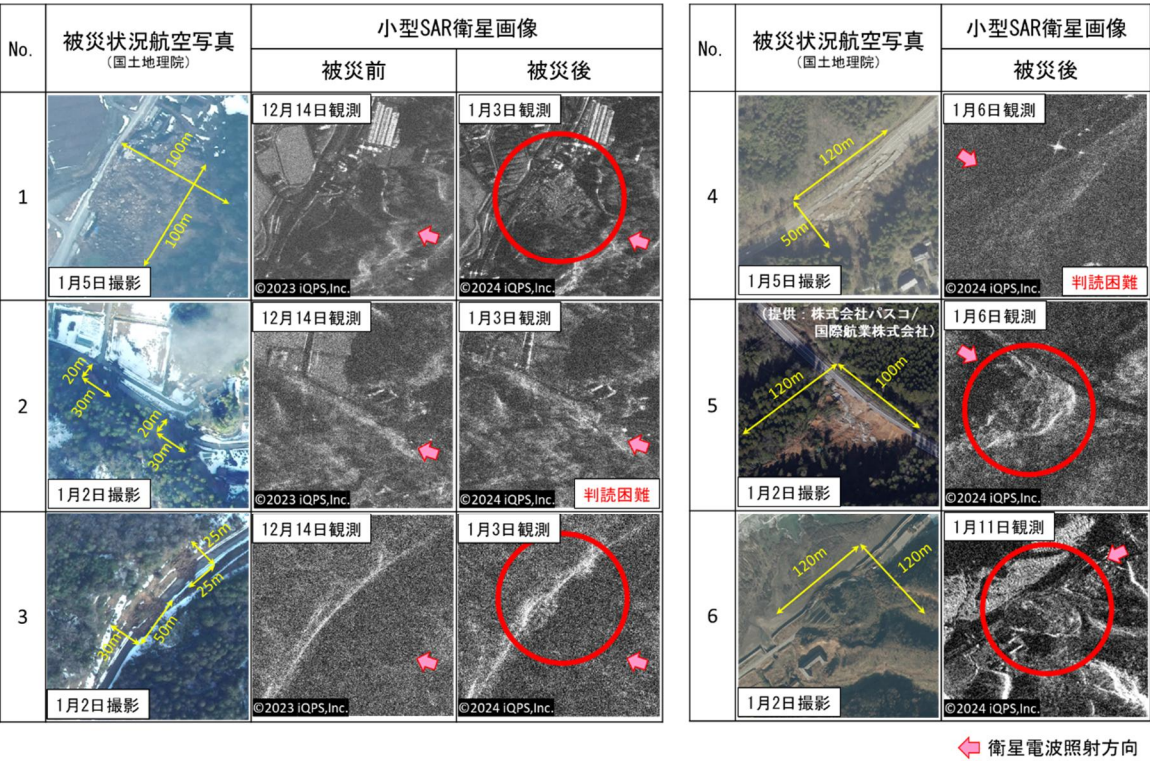 No.
被災状況航空写真
（国土地理院）
小型SAR衛星画像
被災前
被災後
1
100m
100m
1月5日撮影
12月14日観測
©2023 iQPS,Inc.
1月3日観測
©2024 iQPS,Inc.
2
20m
30m
20m
30m
1月2日撮影
12月14日観測
©2023 iQPS,Inc.
1月3日観測
©2024 iQPS,Inc.
判読困難
3
25m
25m
50m
30m
1月2日撮影
12月14日観測
©2023 iQPS,Inc.
1月3日観測
©2024 iQPS,Inc.
No.
被災状況航空写真
（国土地理院）
小型SAR衛星画像
被災後
4
120m
50m
1月5日撮影
1月6日観測
©2024 iQPS,Inc.
判読困難
5
（提供：株式会社パスコ/
国際航業株式会社）
120m
100m
1月2日撮影
1月6日観測
©2024 iQPS,Inc.
6
120m
120m
1月2日撮影
1月11日観測
©2024 iQPS,Inc.
衛星電波照射方向